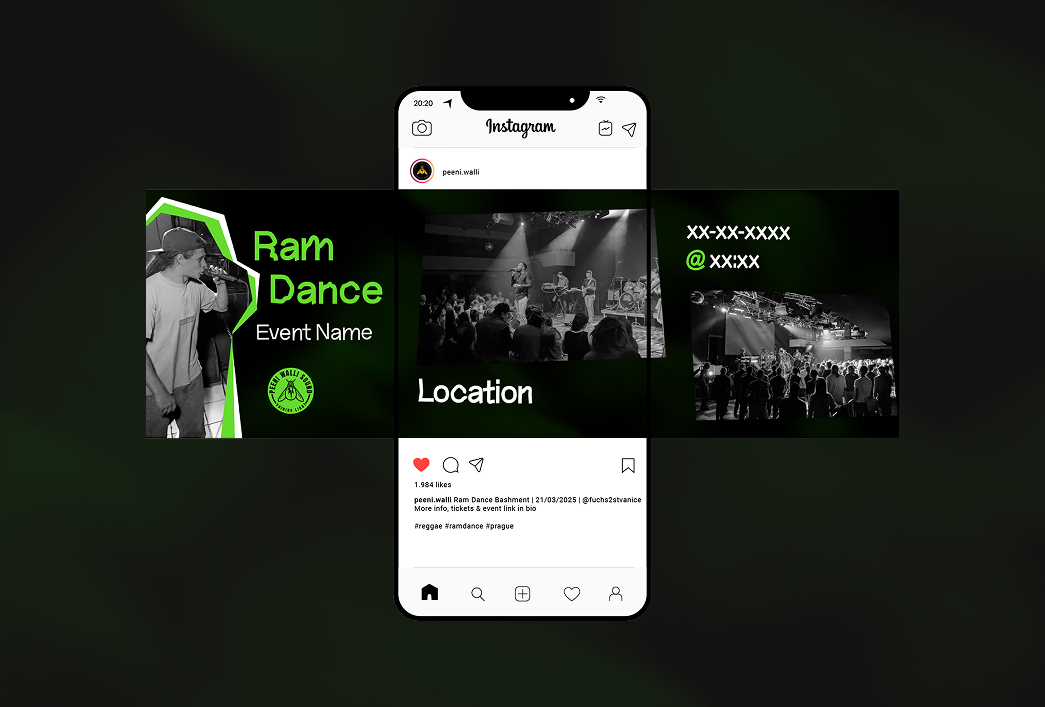 20:20
Instagram
peeni.walli
Ram
Dance
Event Name
PEENI WALLI SOUND
Location
XX-XX-XXXX
@ XX:XX
1.984 likes
peeni.walli Ram Dance Bashment | 21/03/2025 | @fuchs2stvanice
More info, tickets & event link in bio
#reggae #ramdance #prague